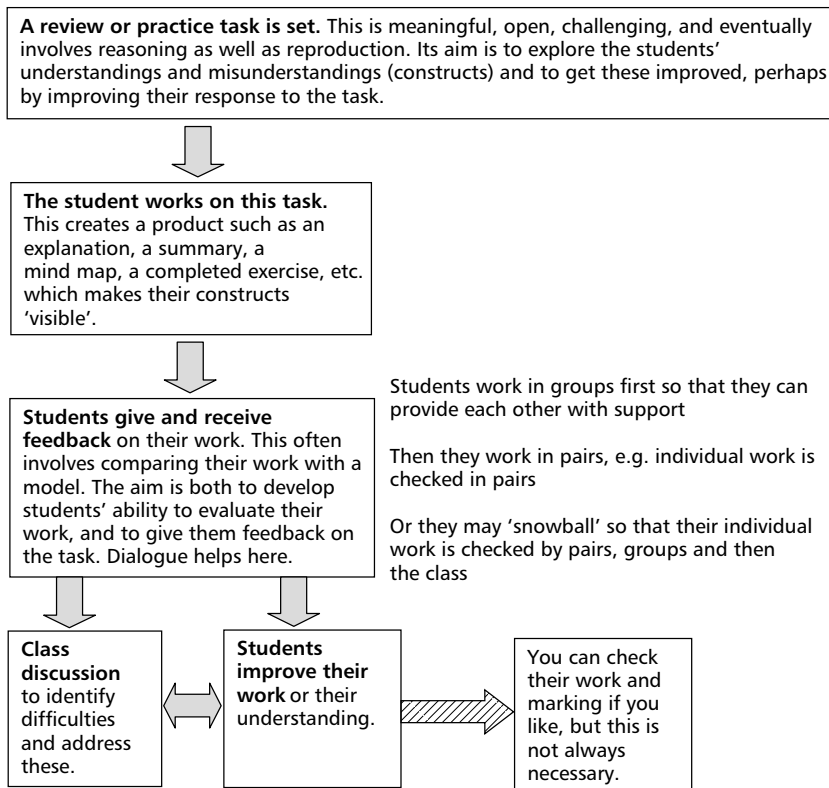 A review or practice task is set. This is meaningful, open, challenging, and eventually
involves reasoning as well as reproduction. Its aim is to explore the students’
understandings and misunderstandings (constructs) and to get these improved, perhaps
by improving their response to the task.
The student works on this task.
This creates a product such as an
explanation, a summary, a
mind map, a completed exercise, etc.
which makes their constructs
‘visible’.
Students give and receive
feedback on their work. This often
involves comparing their work with a
model. The aim is both to develop
students’ ability to evaluate their
work, and to give them feedback on
the task. Dialogue helps here.
Students work in groups first so that they can
provide each other with support
Then they work in pairs, e.g. individual work is
checked in pairs
Or they may ‘snowball’ so that their individual
work is checked by pairs, groups and then
the class
Class
discussion
to identify
difficulties
and address
these.
Students
improve their
work or their
understanding.
You can check
their work and
marking if you
like, but this is
not always
necessary.